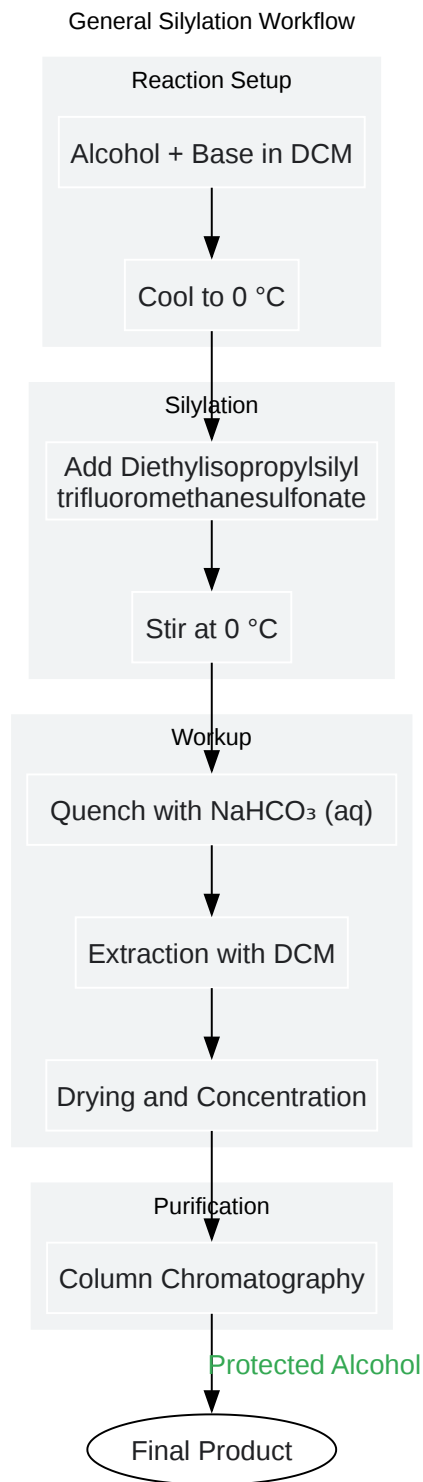 General Silylation Workflow
Reaction Setup
Alcohol + Base in DCM
Cool to 0 °C
Silylation
Add Diethylisopropylsilyl
trifluoromethanesulfonate
Stir at 0 °C
Workup
Quench with NaHCO₃ (aq)
Extraction with DCM
Drying and Concentration
Purification
Column Chromatography
Protected Alcohol
Final Product